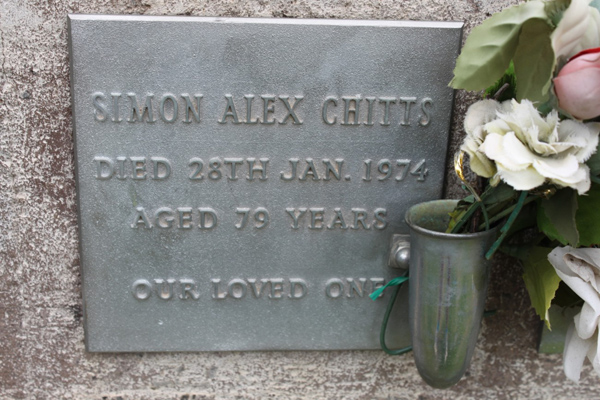 SIMON ALEX CHITTS
DIED 28TH JAN. 1974
AGED 79 YEARS
OUR LOVED ONE